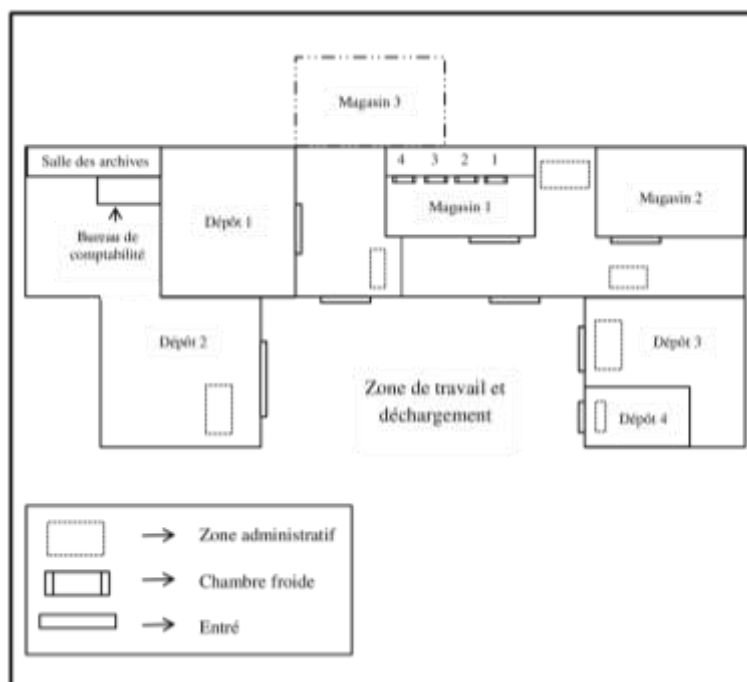 Magasin 3
Salle des archives
4 3 2 1
Magasin 1
Magasin 2
Dépôt 1
Bureau de
comptabilité
Dépôt 2
Dépôt 3
Zone de travail et
déchargement
Dépôt 4
Zone administratif
Chambre froide
Entré